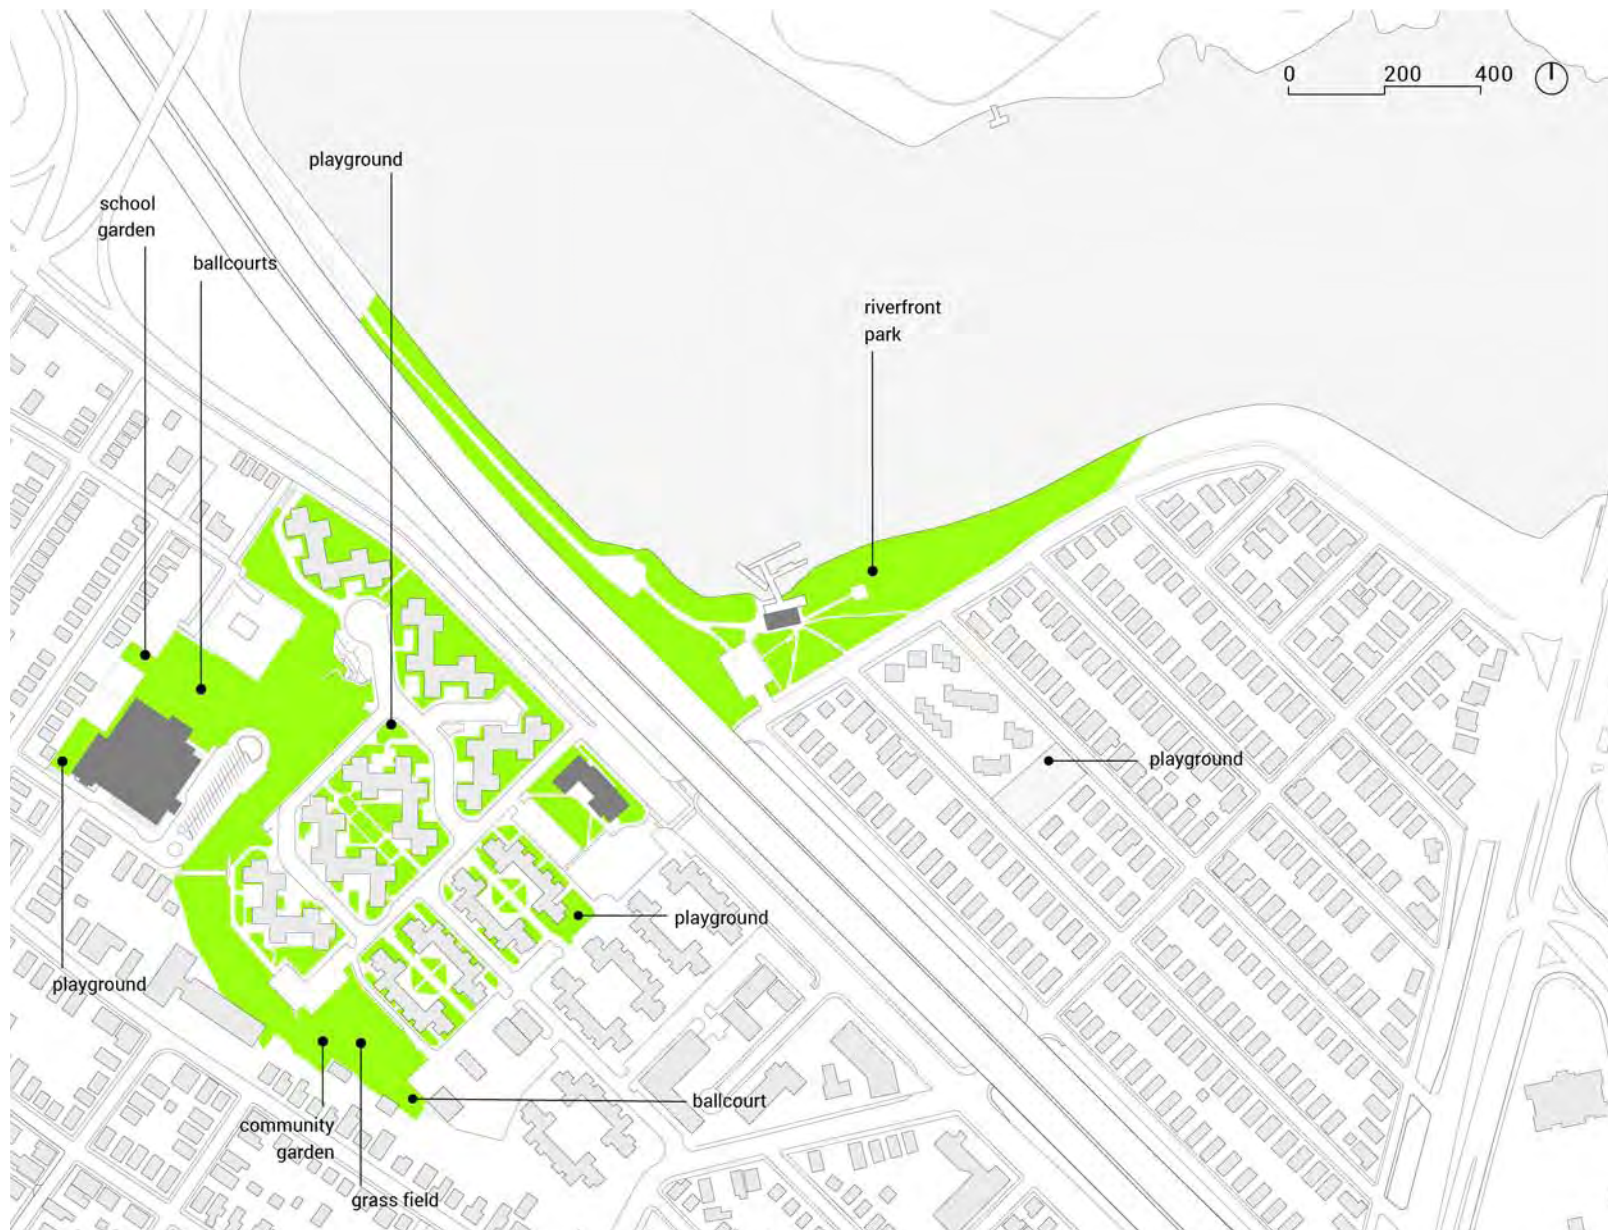 0 200 400
playground
school
garden
ballcourts
riverfront
park
playground
playground
playground
ballcourt
community
garden
grass field